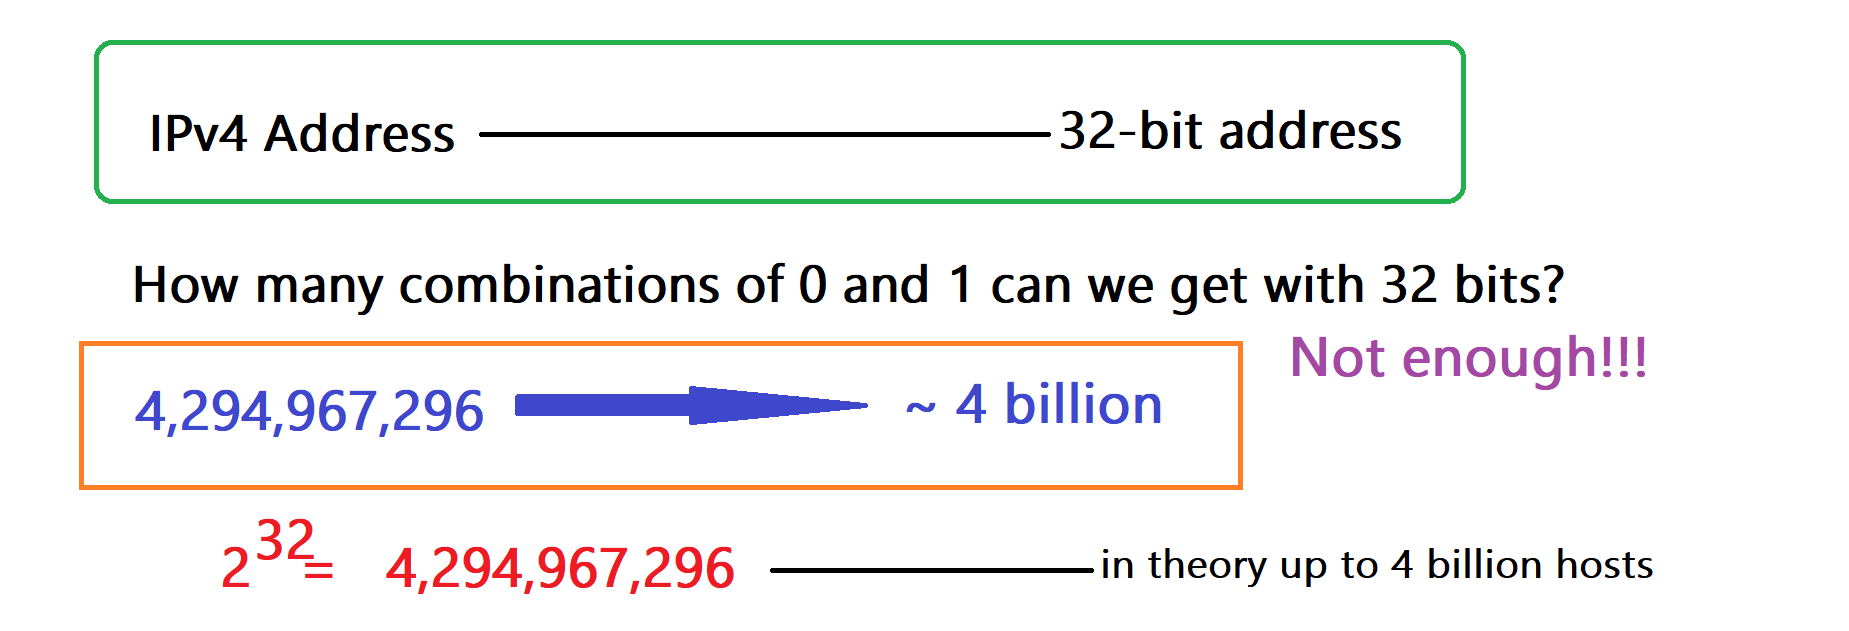 IPv4 Address 32-bit address
How many combinations of 0 and 1 can we get with 32 bits?
Not enough!!!
4,294,967,296 ~ 4 billion
2^32= 4,294,967,296 in theory up to 4 billion hosts